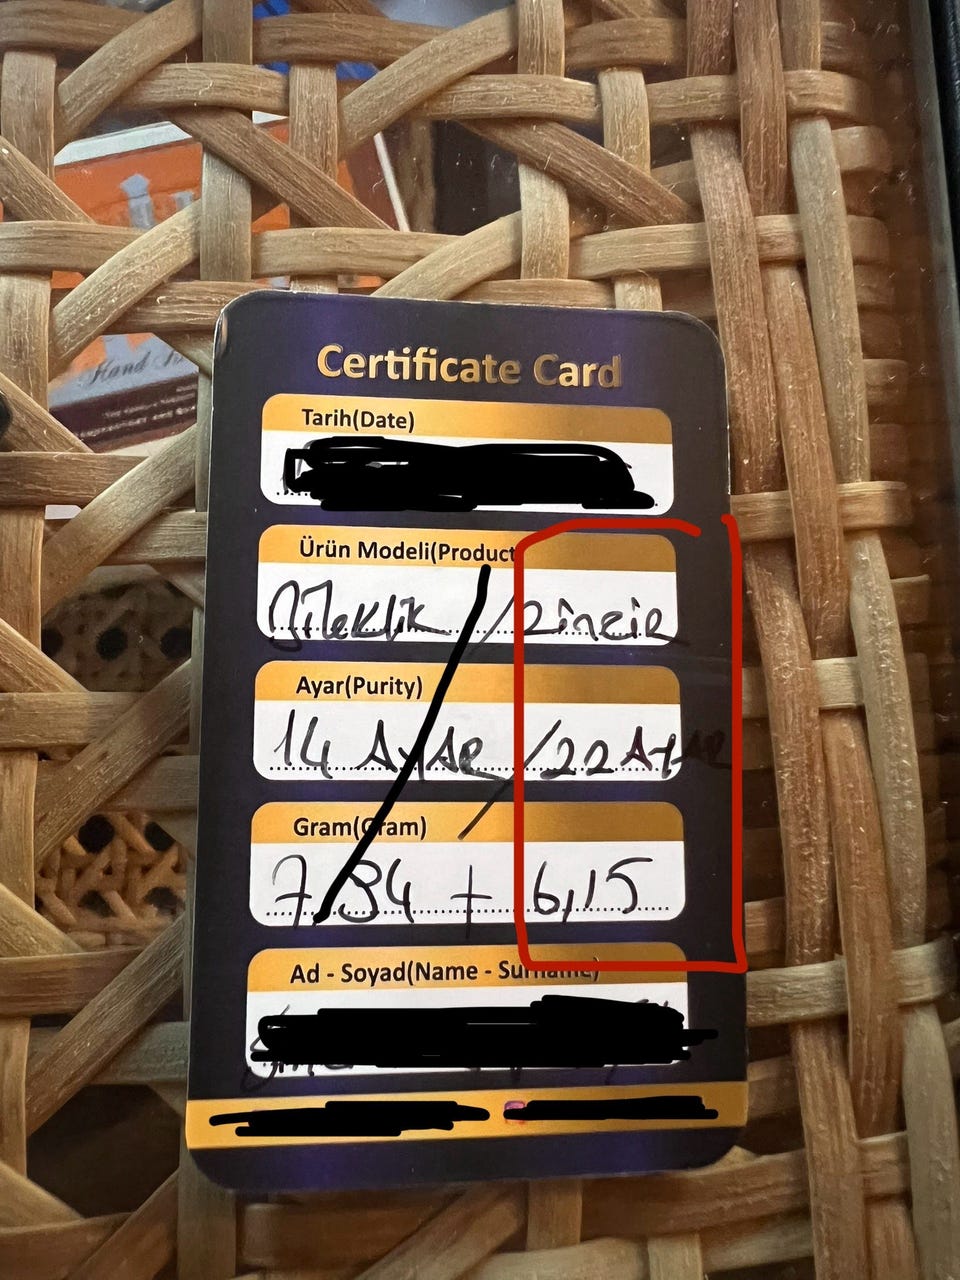 Certificate Card
Tarih(Date)
Ürün Modeli(Product
/ Zincir
Ayar(Purity)
14 Ayar / 22 Ayar
Gram(Gram)
7,34 + 6,15
Ad - Soyad(Name - Surname)